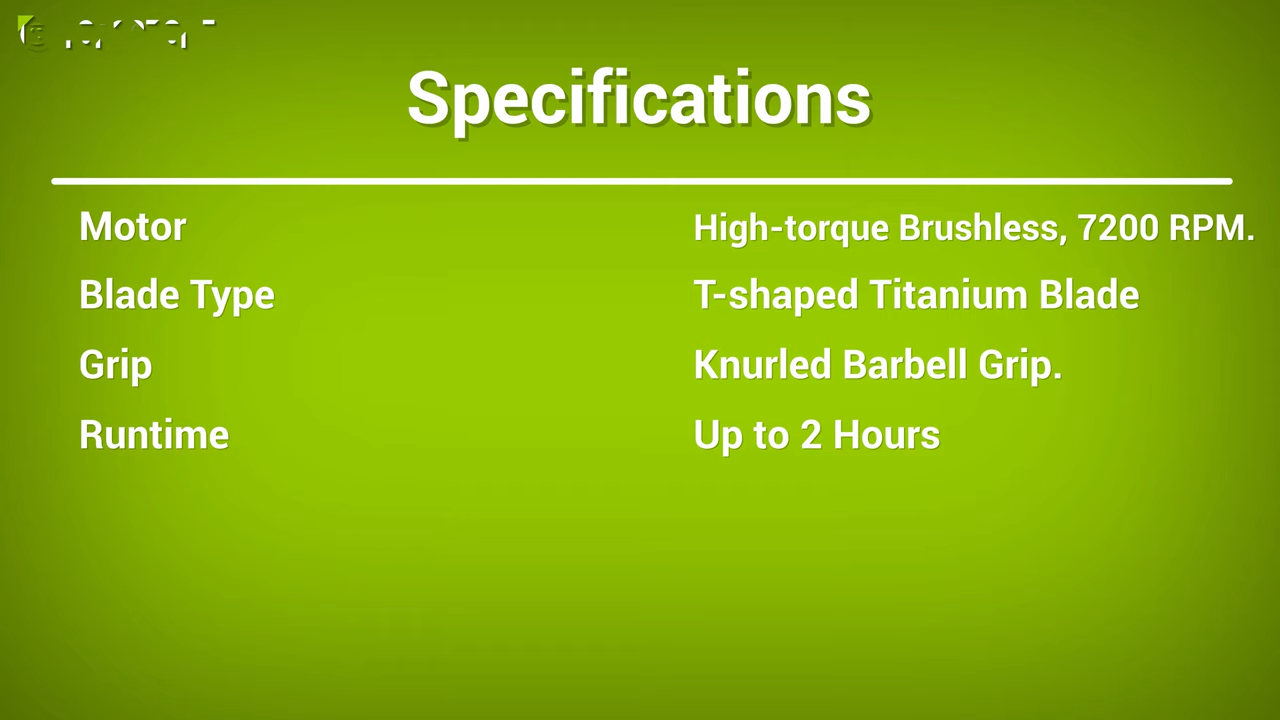 Specifications
Motor High-torque Brushless, 7200 RPM.
Blade Type T-shaped Titanium Blade
Grip Knurled Barbell Grip.
Runtime Up to 2 Hours